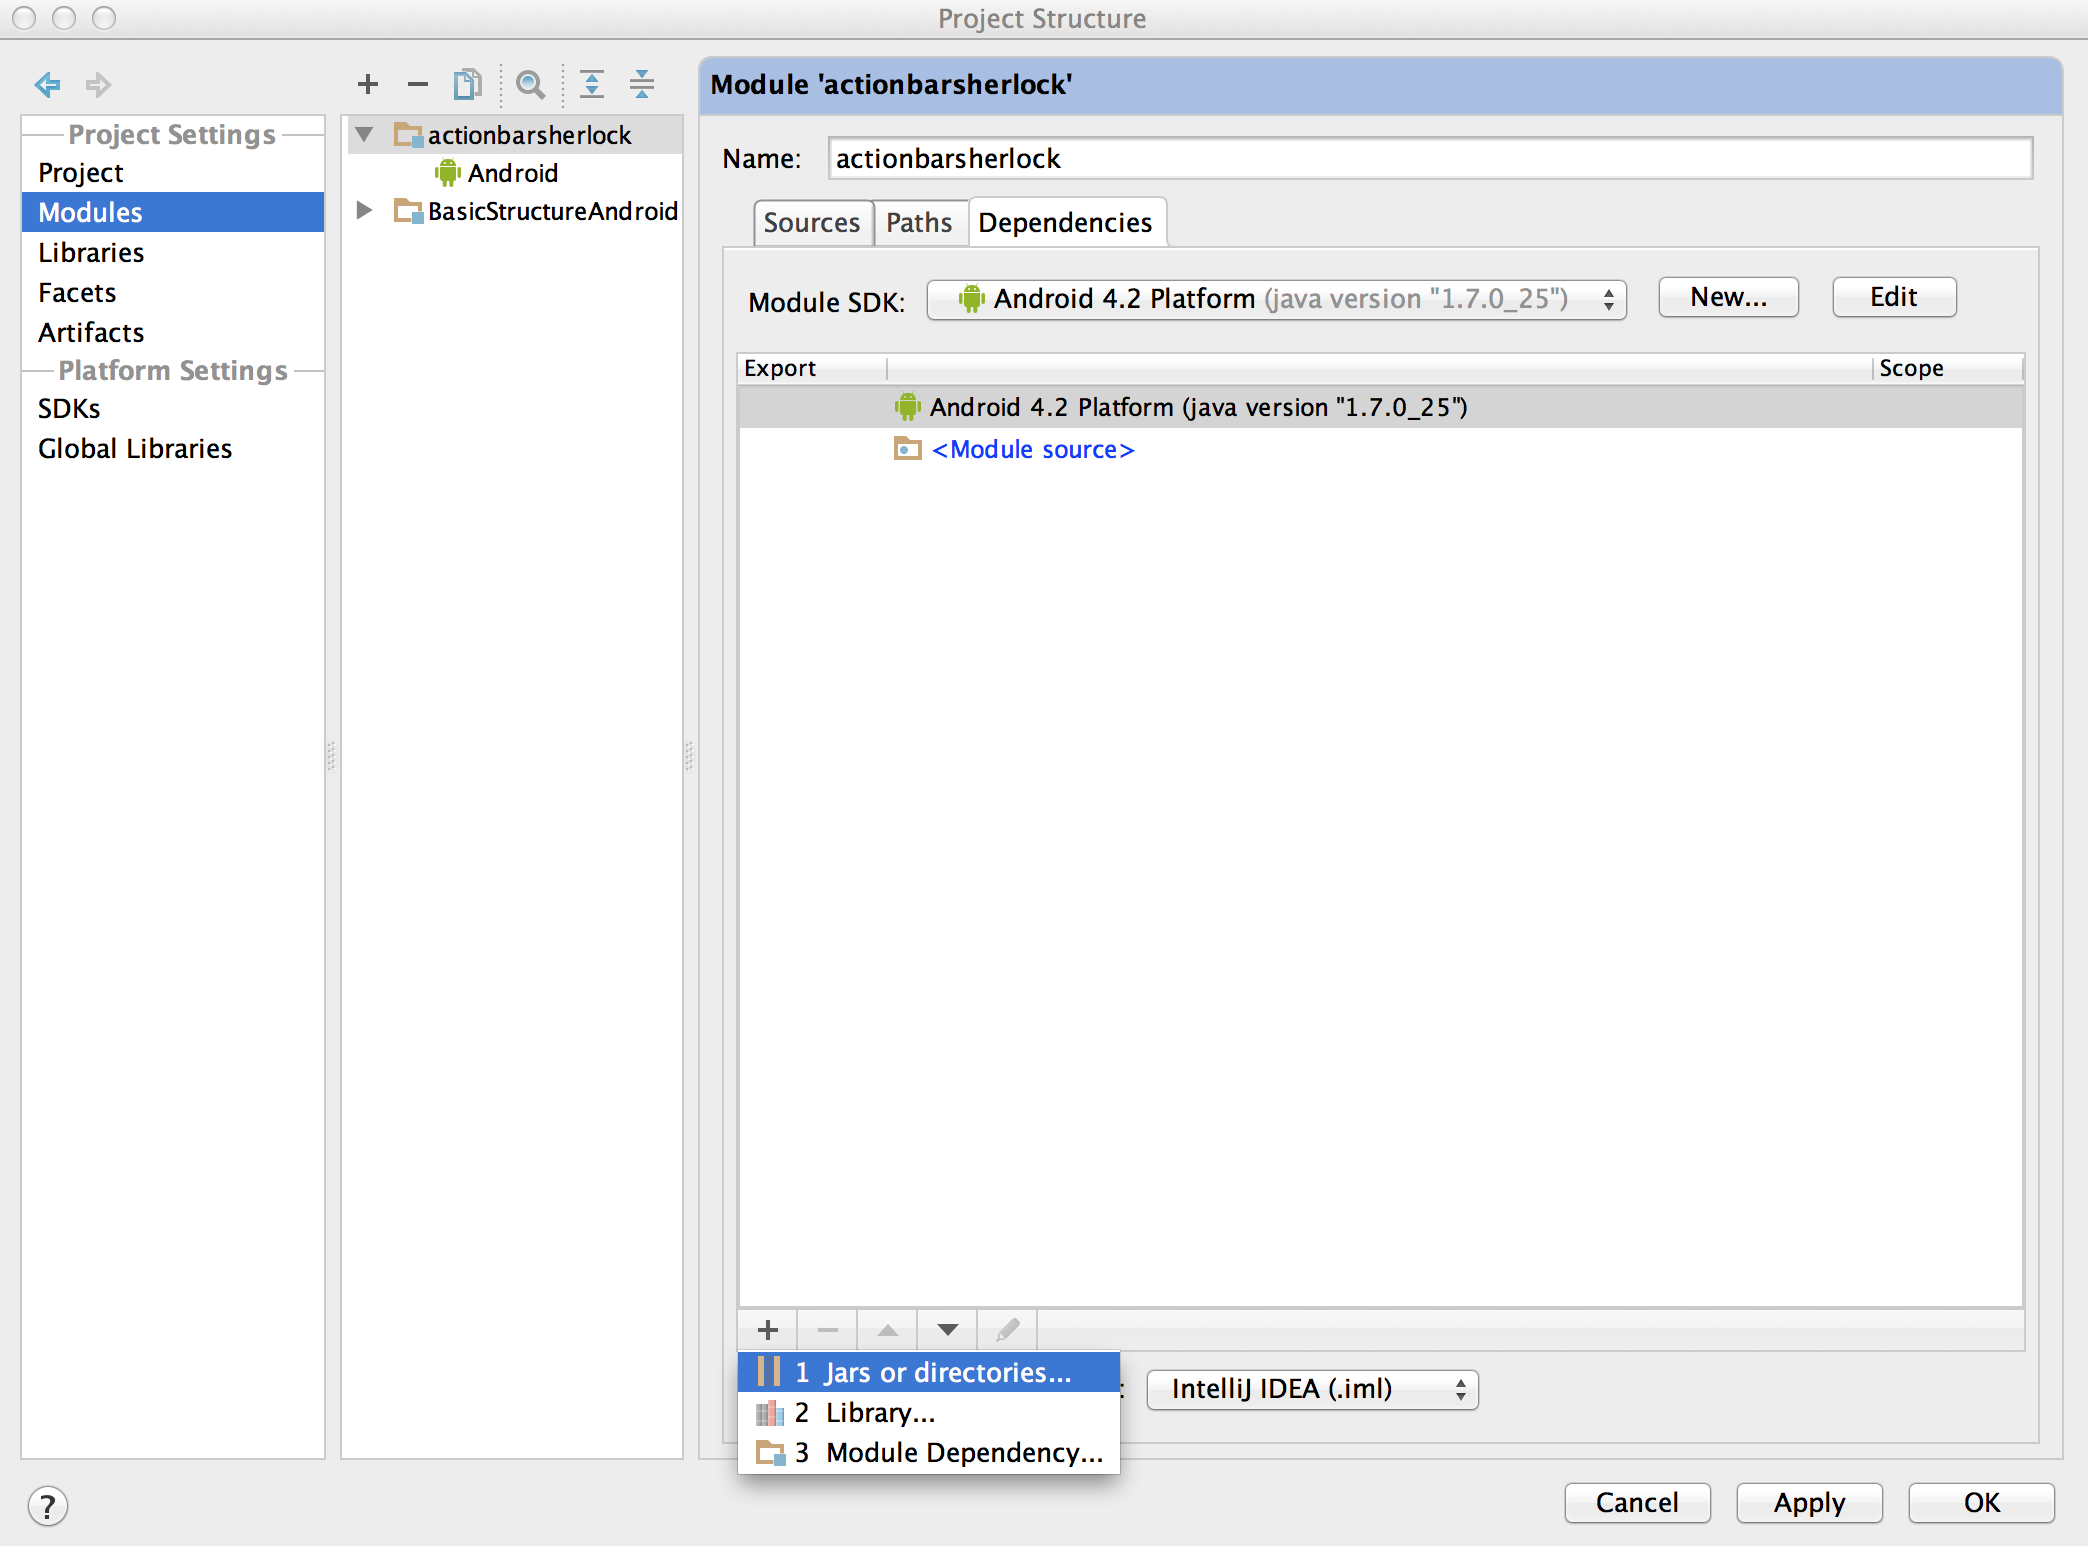 Project Structure
Project Settings
Project
Modules
Libraries
Facets
Artifacts
Platform Settings
SDKs
Global Libraries
actionbarsherlock
Android
BasicStructureAndroid
Module 'actionbarsherlock'
Name: actionbarsherlock
Sources Paths Dependencies
Module SDK: Android 4.2 Platform (java version "1.7.0_25") New... Edit
Export Scope
Android 4.2 Platform (java version "1.7.0_25")
<Module source>
1 Jars or directories...
: IntelliJ IDEA (.iml)
2 Library...
3 Module Dependency...
? Cancel Apply OK